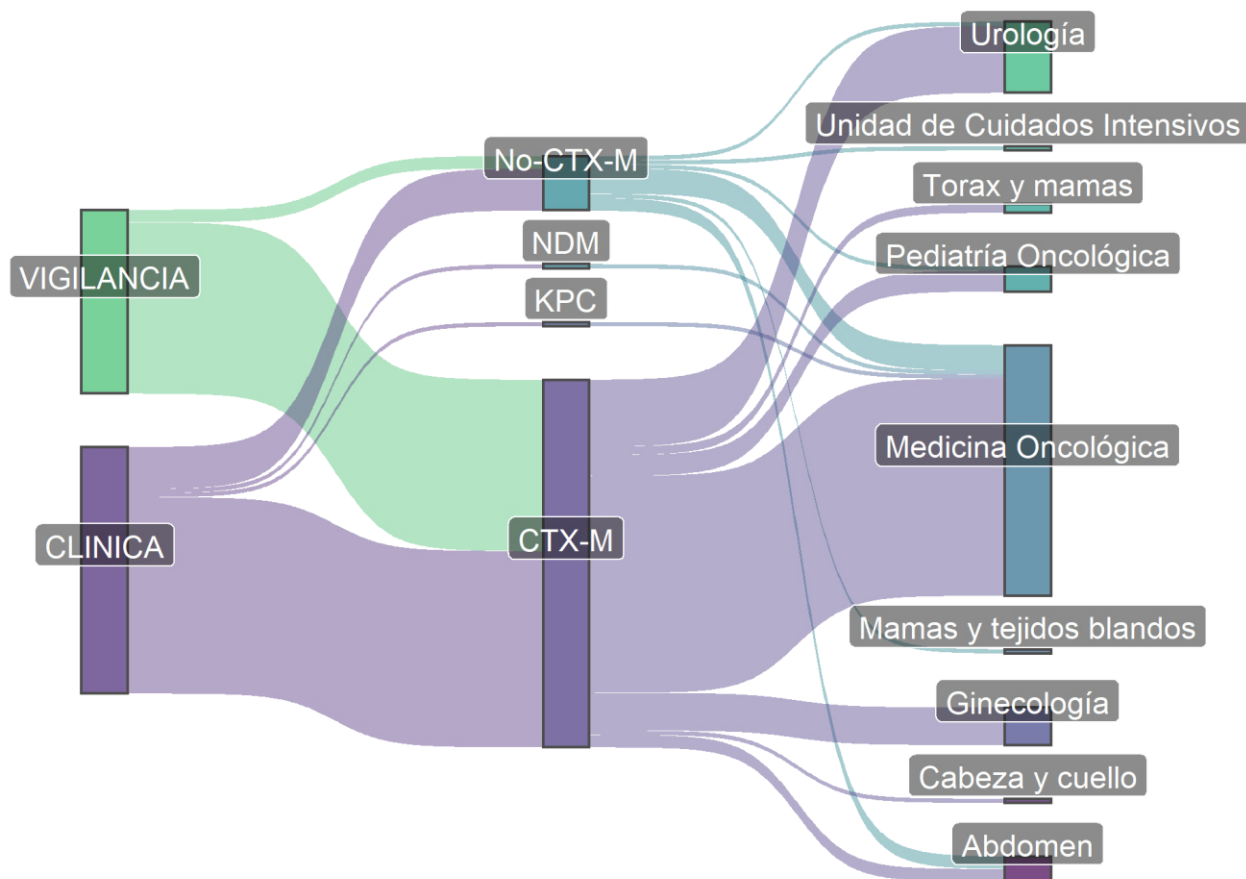 VIGILANCIA
CLINICA
No-CTX-M
NDM
KPC
CTX-M
Urología
Unidad de Cuidados Intensivos
Torax y mamas
Pediatría Oncológica
Medicina Oncológica
Mamas y tejidos blandos
Ginecología
Cabeza y cuello
Abdomen